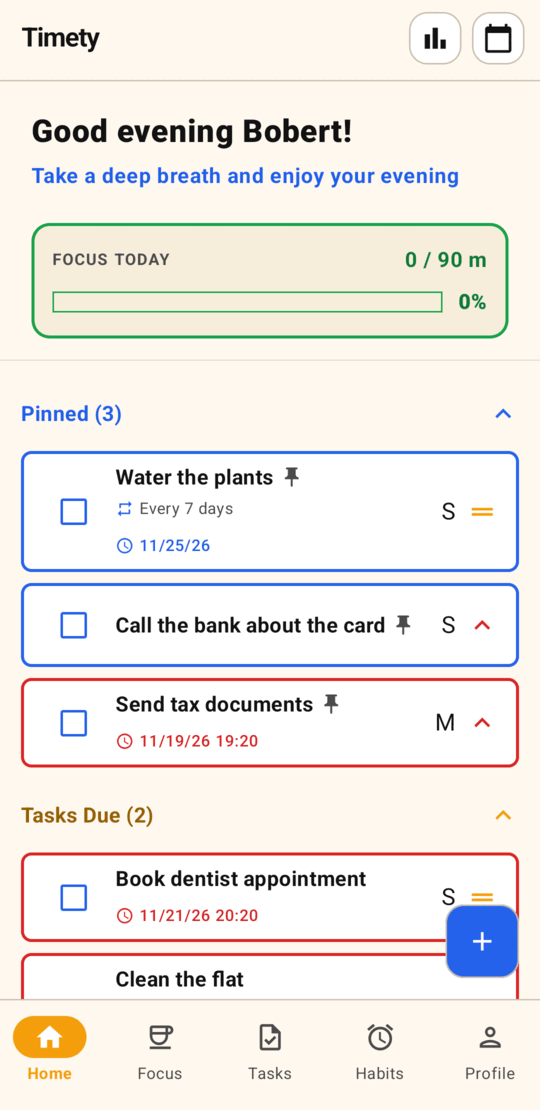 Timety
Good evening Bobert!
Take a deep breath and enjoy your evening
FOCUS TODAY
0 / 90 m
0%
Pinned (3)
Water the plants
Every 7 days
S
11/25/26
Call the bank about the card
S
Send tax documents
M
11/19/26 19:20
Tasks Due (2)
Book dentist appointment
S
11/21/26 20:20
Clean the flat
Home
Focus
Tasks
Habits
Profile